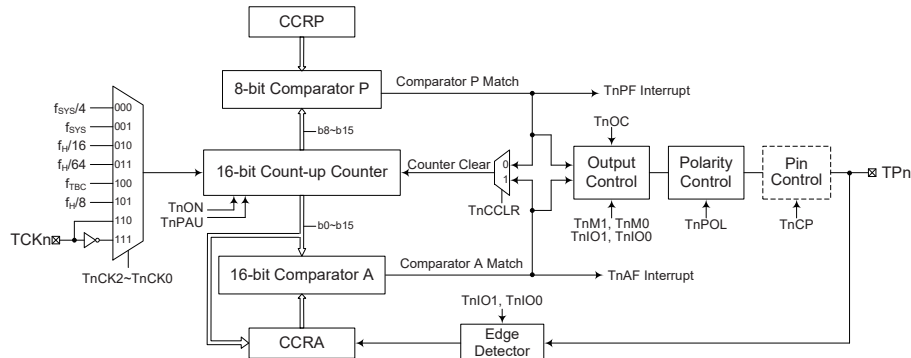 CCRP
8-bit Comparator P
Comparator P Match
TnPF Interrupt
b8~b15
fSYS/4
000
fSYS
001
fH/16
010
fH/64
011
fTBC
100
fH/8
101
110
TCKn
111
TnCK2~TnCK0
16-bit Count-up Counter
TnON
TnPAU
Counter Clear
0
1
TnCCLR
TnOC
Output
Control
TnM1, TnM0
TnIO1, TnIO0
Polarity
Control
TnPOL
Pin
Control
TnCP
TPn
b0~b15
16-bit Comparator A
Comparator A Match
TnAF Interrupt
TnIO1, TnIO0
CCRA
Edge
Detector